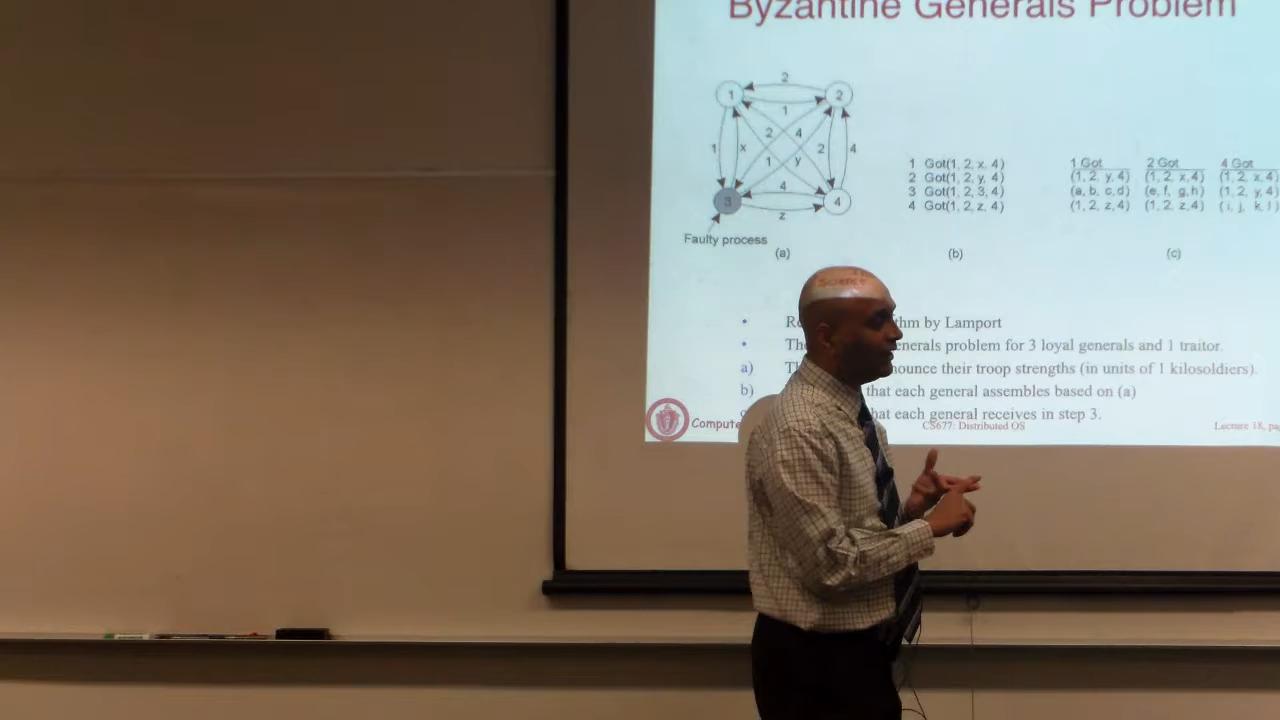 Byzantine Generals Problem
2
1 2
1
2 4
1 x 1 y 2 4
4
3 4
z
Faulty process
(a)
1 Got(1, 2, x, 4)
2 Got(1, 2, y, 4)
3 Got(1, 2, 3, 4)
4 Got(1, 2, z, 4)
(b)
1 Got 2 Got 4 Got
(1, 2, y, 4) (1, 2, x, 4) (1, 2, x, 4)
(a, b, c, d) (e, f, g, h) (1, 2, y, 4)
(1, 2, z, 4) (1, 2, z, 4) (i, j, k, l)
(c)
Science
• thm by Lamport
• enerals problem for 3 loyal generals and 1 traitor.
a) nounce their troop strengths (in units of 1 kilosoldiers).
b) that each general assembles based on (a)
that each general receives in step 3.
Compute CS677: Distributed OS Lecture 18,